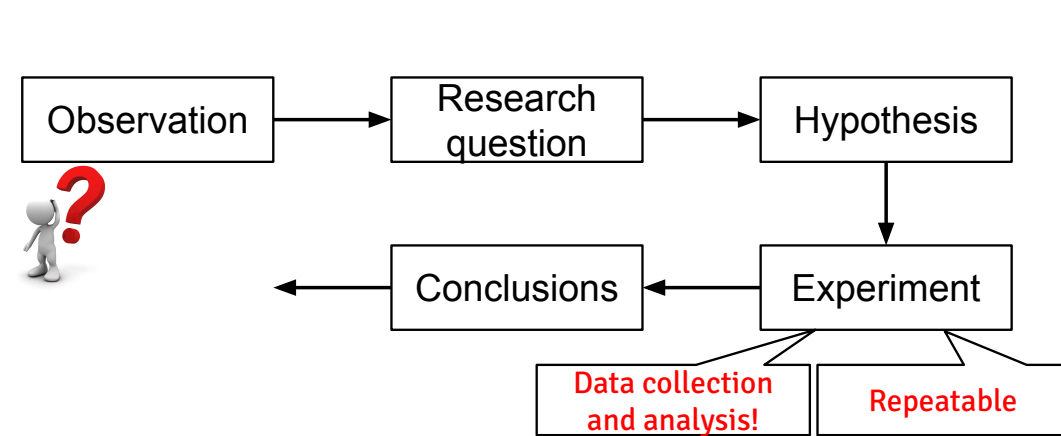 Observation
Research
question
Hypothesis
Conclusions
Experiment
Data collection
and analysis!
Repeatable